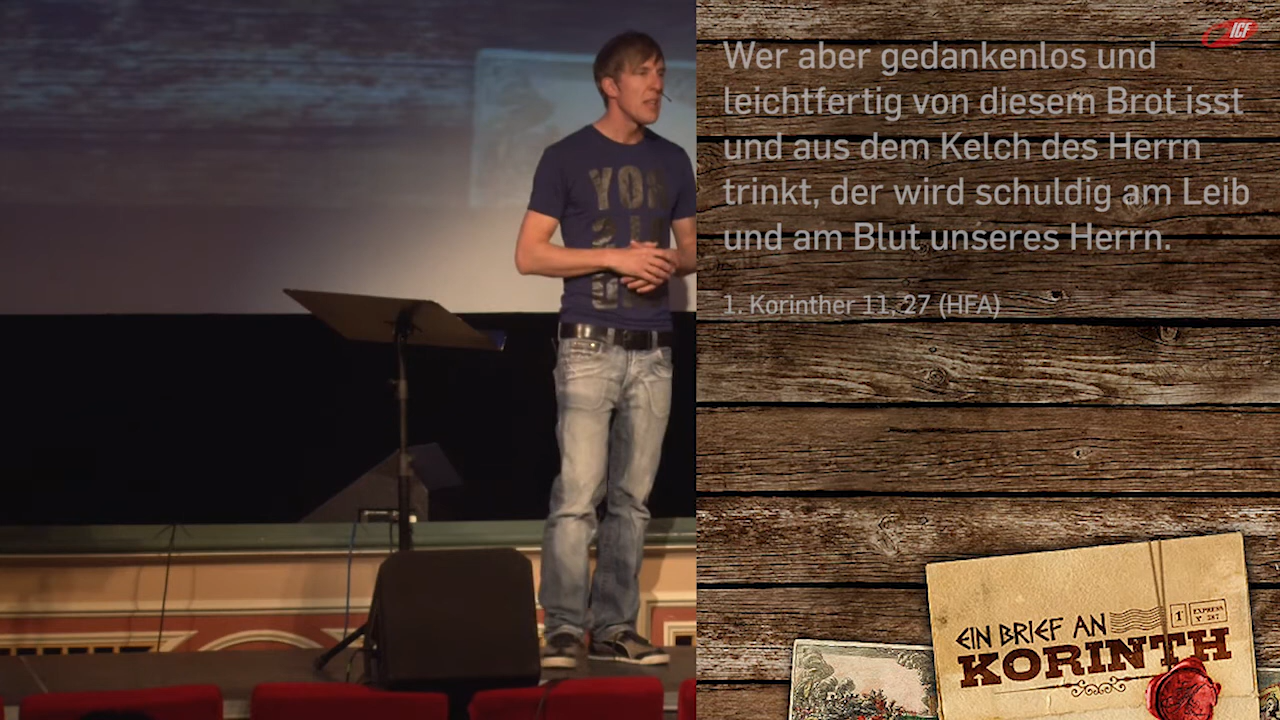 ICF
Wer aber gedankenlos und
leichtfertig von diesem Brot isst
und aus dem Kelch des Herrn
trinkt, der wird schuldig am Leib
und am Blut unseres Herrn.
1. Korinther 11, 27 (HFA)
EXPRESS
EIN BRIEF AN
KORINTH